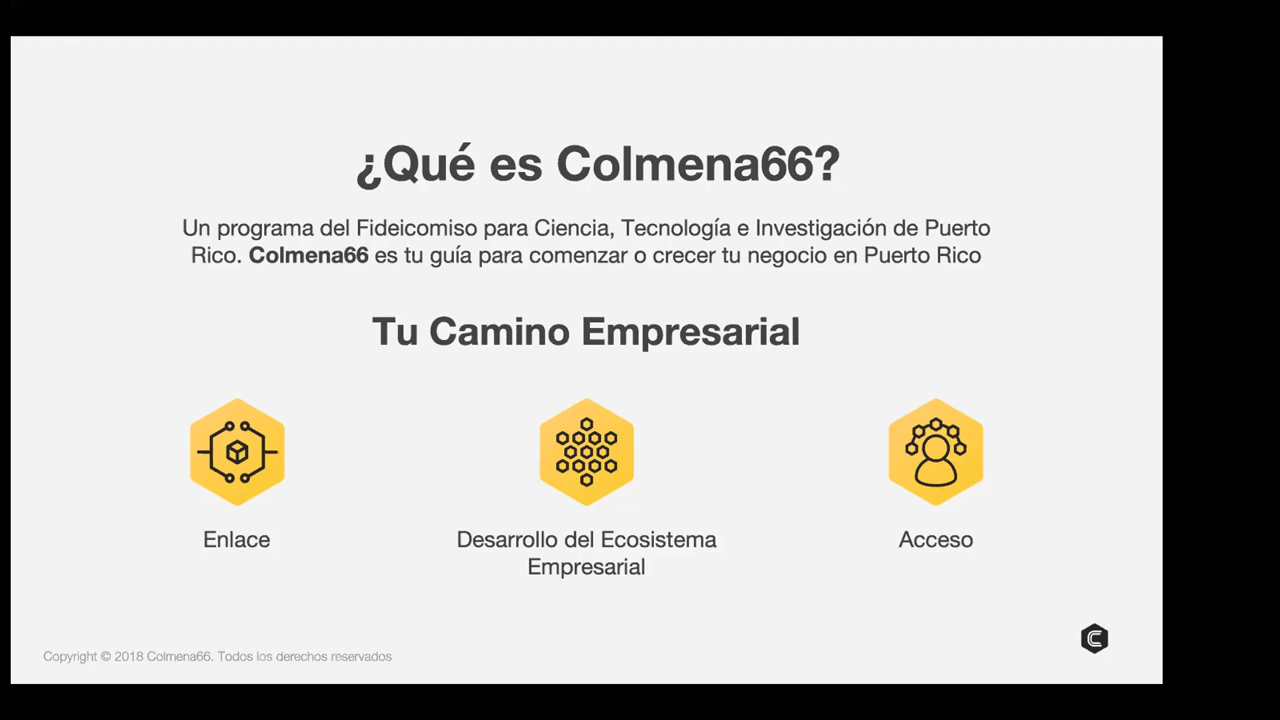 ¿Qué es Colmena66?
Un programa del Fideicomiso para Ciencia, Tecnología e Investigación de Puerto
Rico. Colmena66 es tu guía para comenzar o crecer tu negocio en Puerto Rico
Tu Camino Empresarial
Enlace
Desarrollo del Ecosistema
Empresarial
Acceso
Copyright © 2018 Colmena66. Todos los derechos reservados
C